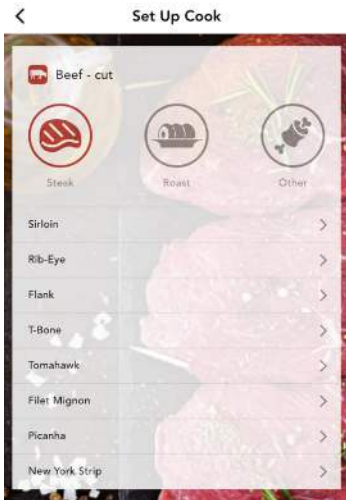 Set Up Cook
Beef - cut
Steak Roast Other
Sirloin
Rib-Eye
Flank
T-Bone
Tomahawk
Filet Mignon
Picanha
New York Strip